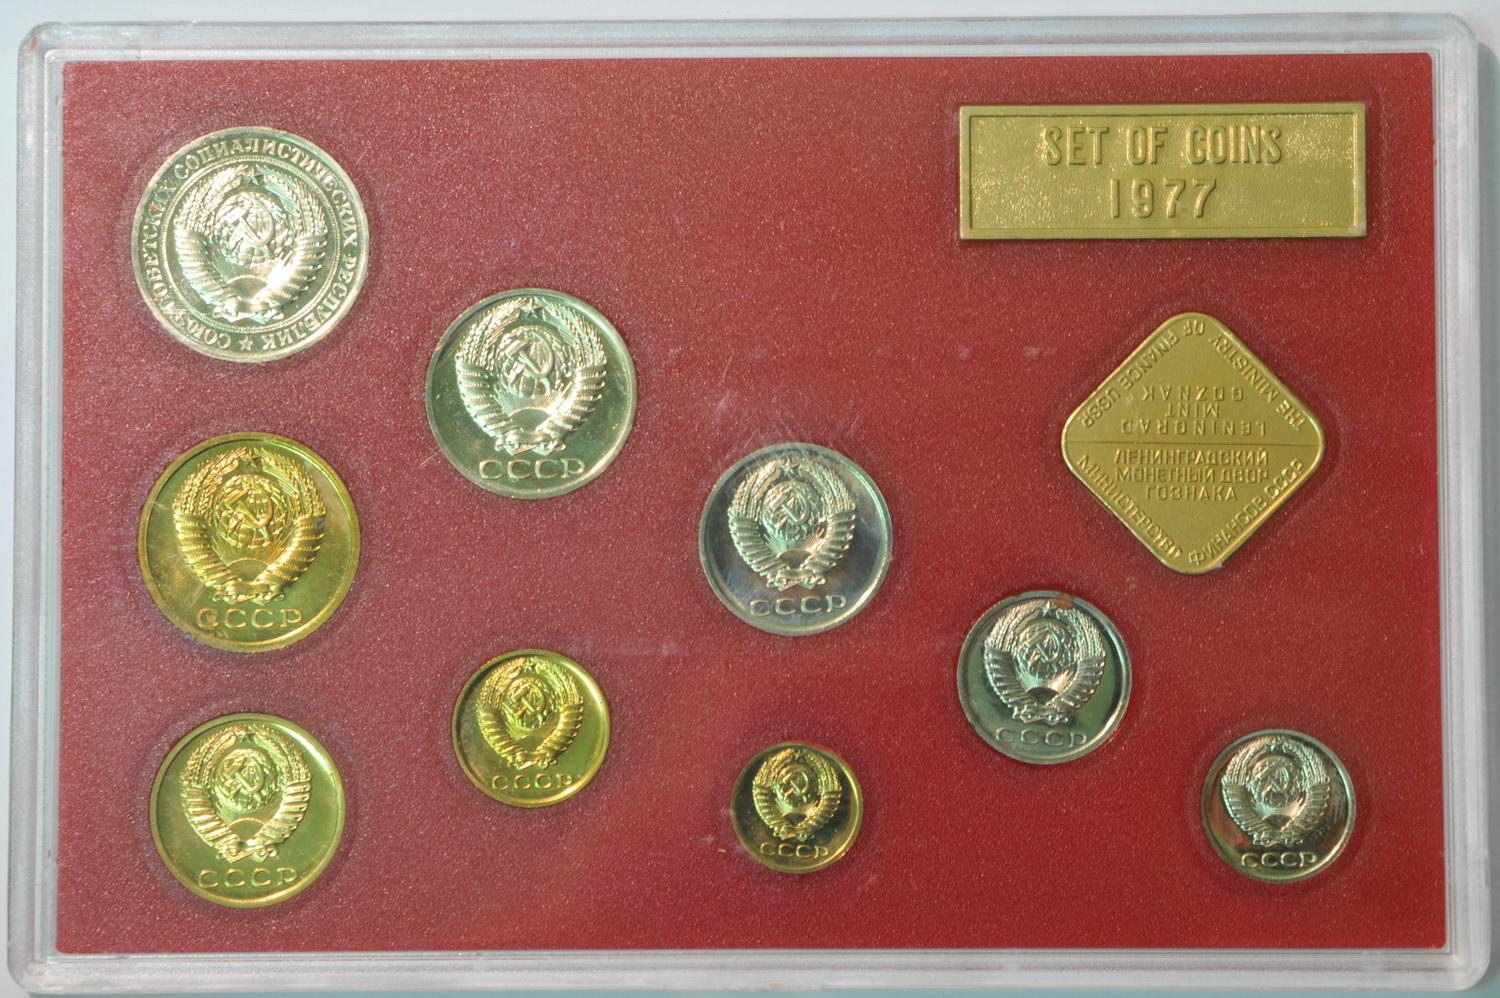 SET OF COINS
1977
СОЮЗ СОВЕТСКИХ СОЦИАЛИСТИЧЕСКИХ РЕСПУБЛИК ★
СССР
СССР
СССР
СССР
СССР
СССР
СССР
СССР
THE MINISTRY OF FINANCE USSR
LENINGRAD
MINT
GOZNAK
ЛЕНИНГРАДСКИЙ
МОНЕТНЫЙ ДВОР
ГОЗНАКА
МИНИСТЕРСТВО ФИНАНСОВ СССР